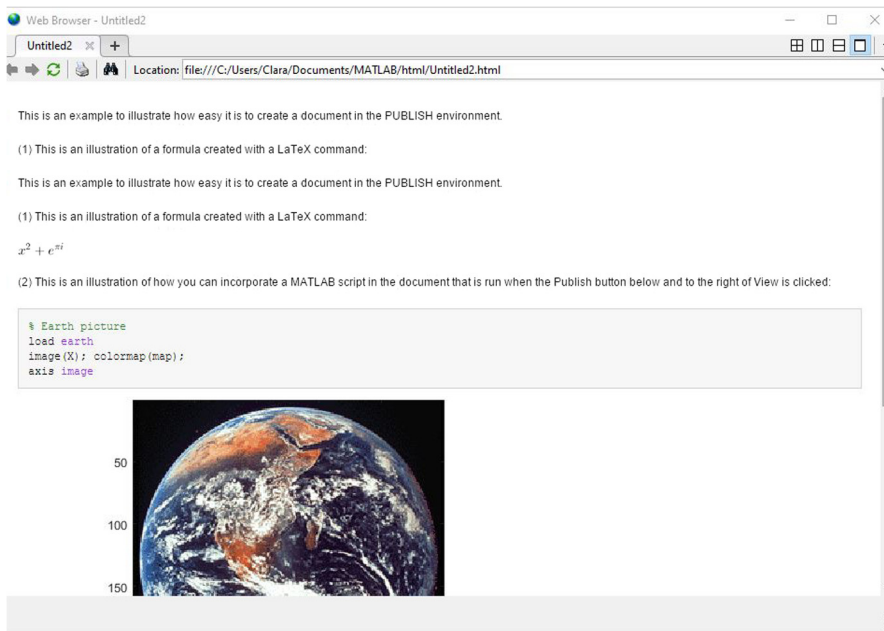 Web Browser - Untitled2
Untitled2
Location: file:///C:/Users/Clara/Documents/MATLAB/html/Untitled2.html
This is an example to illustrate how easy it is to create a document in the PUBLISH environment.
(1) This is an illustration of a formula created with a LaTeX command:
This is an example to illustrate how easy it is to create a document in the PUBLISH environment.
(1) This is an illustration of a formula created with a LaTeX command:
x² + e^{πi}
(2) This is an illustration of how you can incorporate a MATLAB script in the document that is run when the Publish button below and to the right of View is clicked:
% Earth picture
load earth
image(X); colormap(map);
axis image
50
100
150